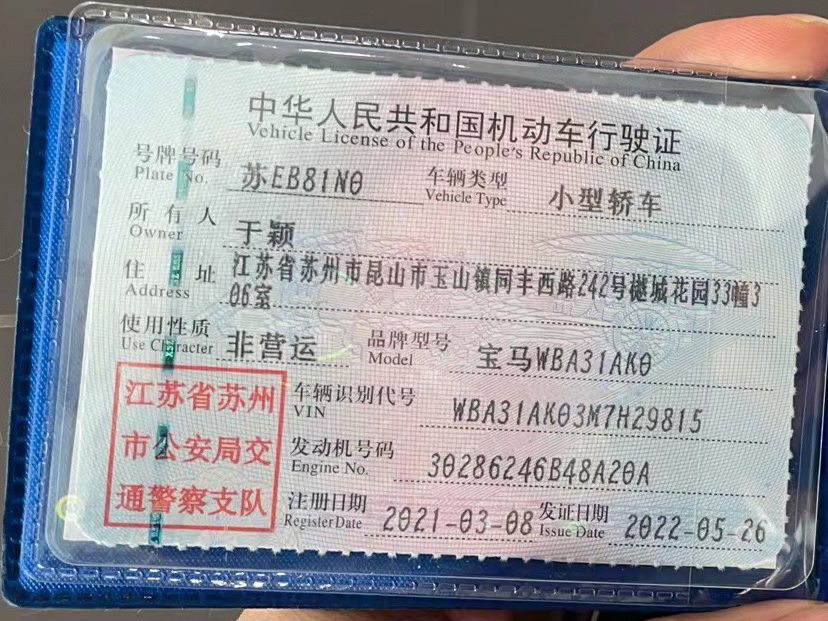 中华人民共和国机动车行驶证
Vehicle License of the People's Republic of China
号牌号码 苏EB81N0 车辆类型 小型轿车
Plate No. Vehicle Type
所有人 于颖
Owner
住址 江苏省苏州市昆山市玉山镇同丰西路242号樾城花园33幢3
Address 06室
使用性质 非营运 品牌型号 宝马WBA31AK0
Use Character Model
江苏省苏州
市公安局交
通警察支队
车辆识别代号 WBA31AK03M7H29815
VIN
发动机号码 30286246B48A20A
Engine No.
注册日期 2021-03-08 发证日期 2022-05-26
Register Date Issue Date